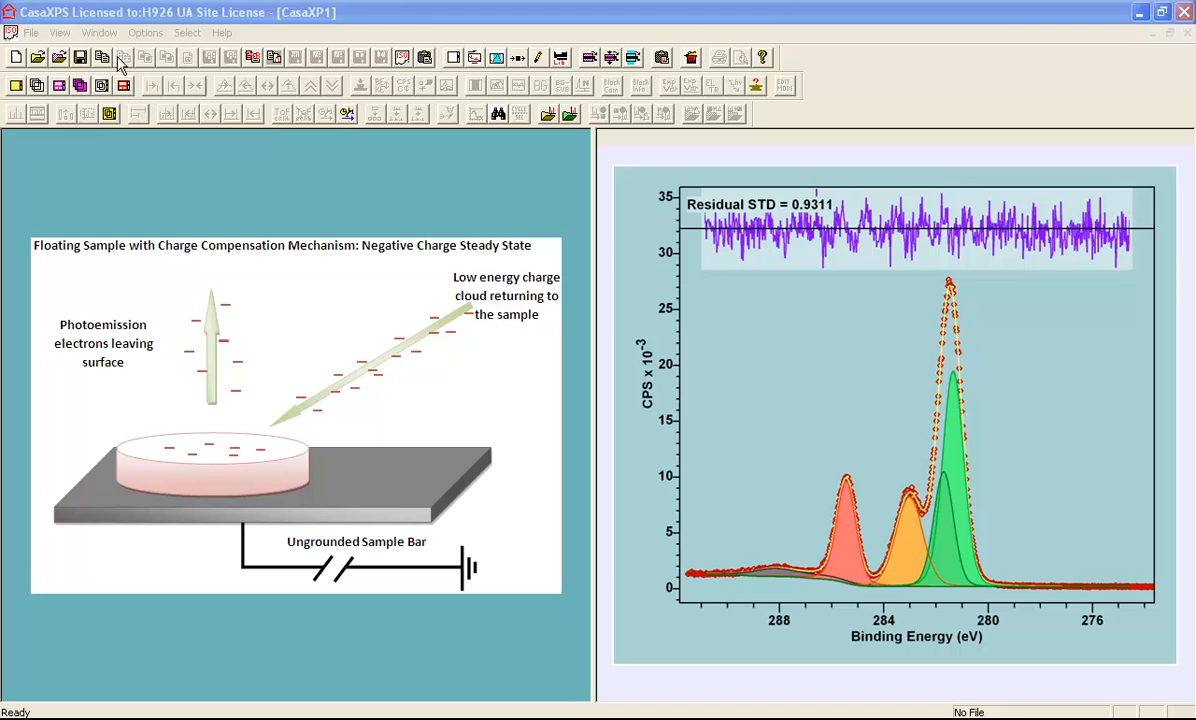 CasaXPS Licensed to:H926 UA Site License - [CasaXP1]
File View Window Options Select Help
Floating Sample with Charge Compensation Mechanism: Negative Charge Steady State
Low energy charge
cloud returning to
the sample
Photoemission
electrons leaving
surface
Ungrounded Sample Bar
Residual STD = 0.9311
35
30
25
20
15
10
5
0
CPS x 10-3
288 284 280 276
Binding Energy (eV)
Ready
No File